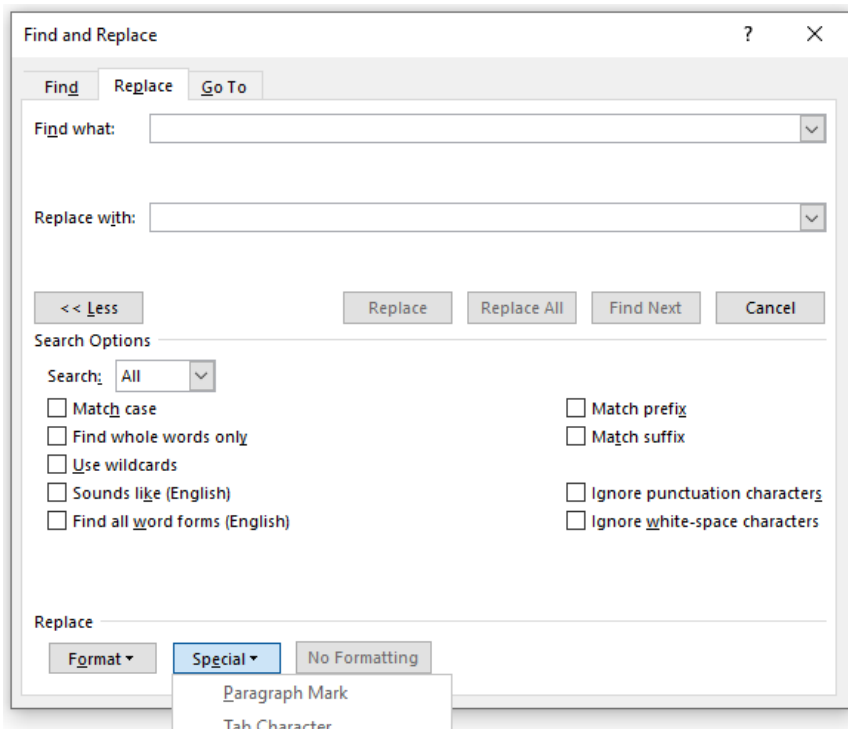 Find and Replace ?
Find Replace Go To
Find what:
Replace with:
<< Less Replace Replace All Find Next Cancel
Search Options
Search: All
Match case Match prefix
Find whole words only Match suffix
Use wildcards
Sounds like (English) Ignore punctuation characters
Find all word forms (English) Ignore white-space characters
Replace
Format Special No Formatting
Paragraph Mark
Tab Character